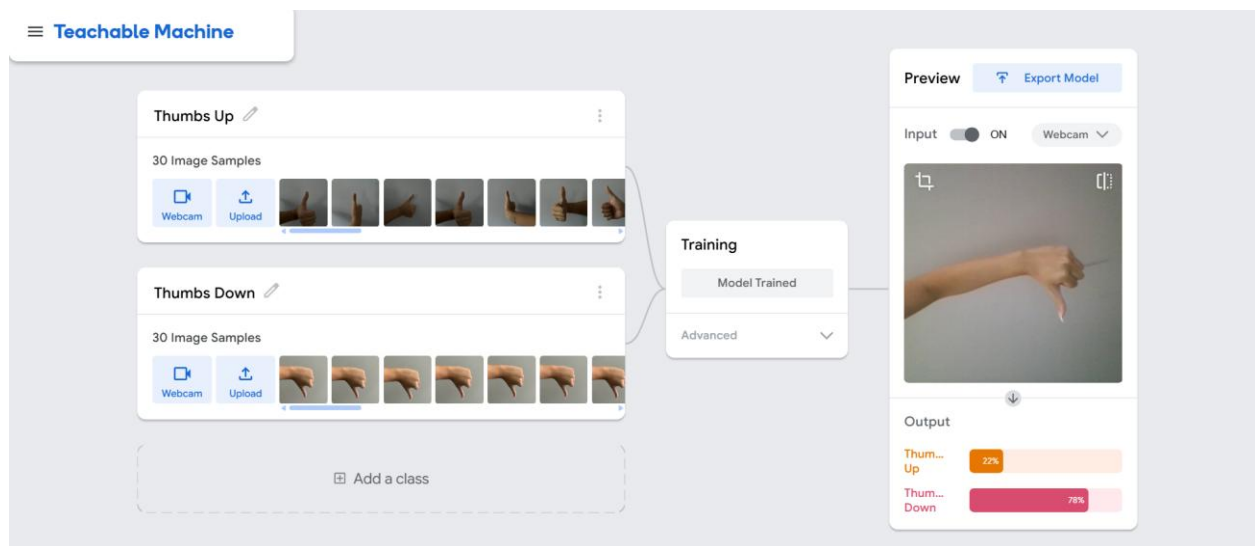 Teachable Machine
Thumbs Up
30 Image Samples
Webcam
Upload
Thumbs Down
30 Image Samples
Webcam
Upload
Add a class
Training
Model Trained
Advanced
Preview
Export Model
Input ON Webcam
Output
Thum...
Up
22%
Thum...
Down
78%